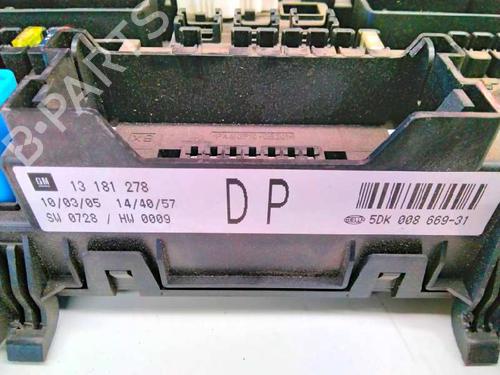 B-PARTS
K2
GM
13 181 278
10/03/05 14/40/57
SW 0728 / HW 0009
DP
HELLA 5DK 008 669-31